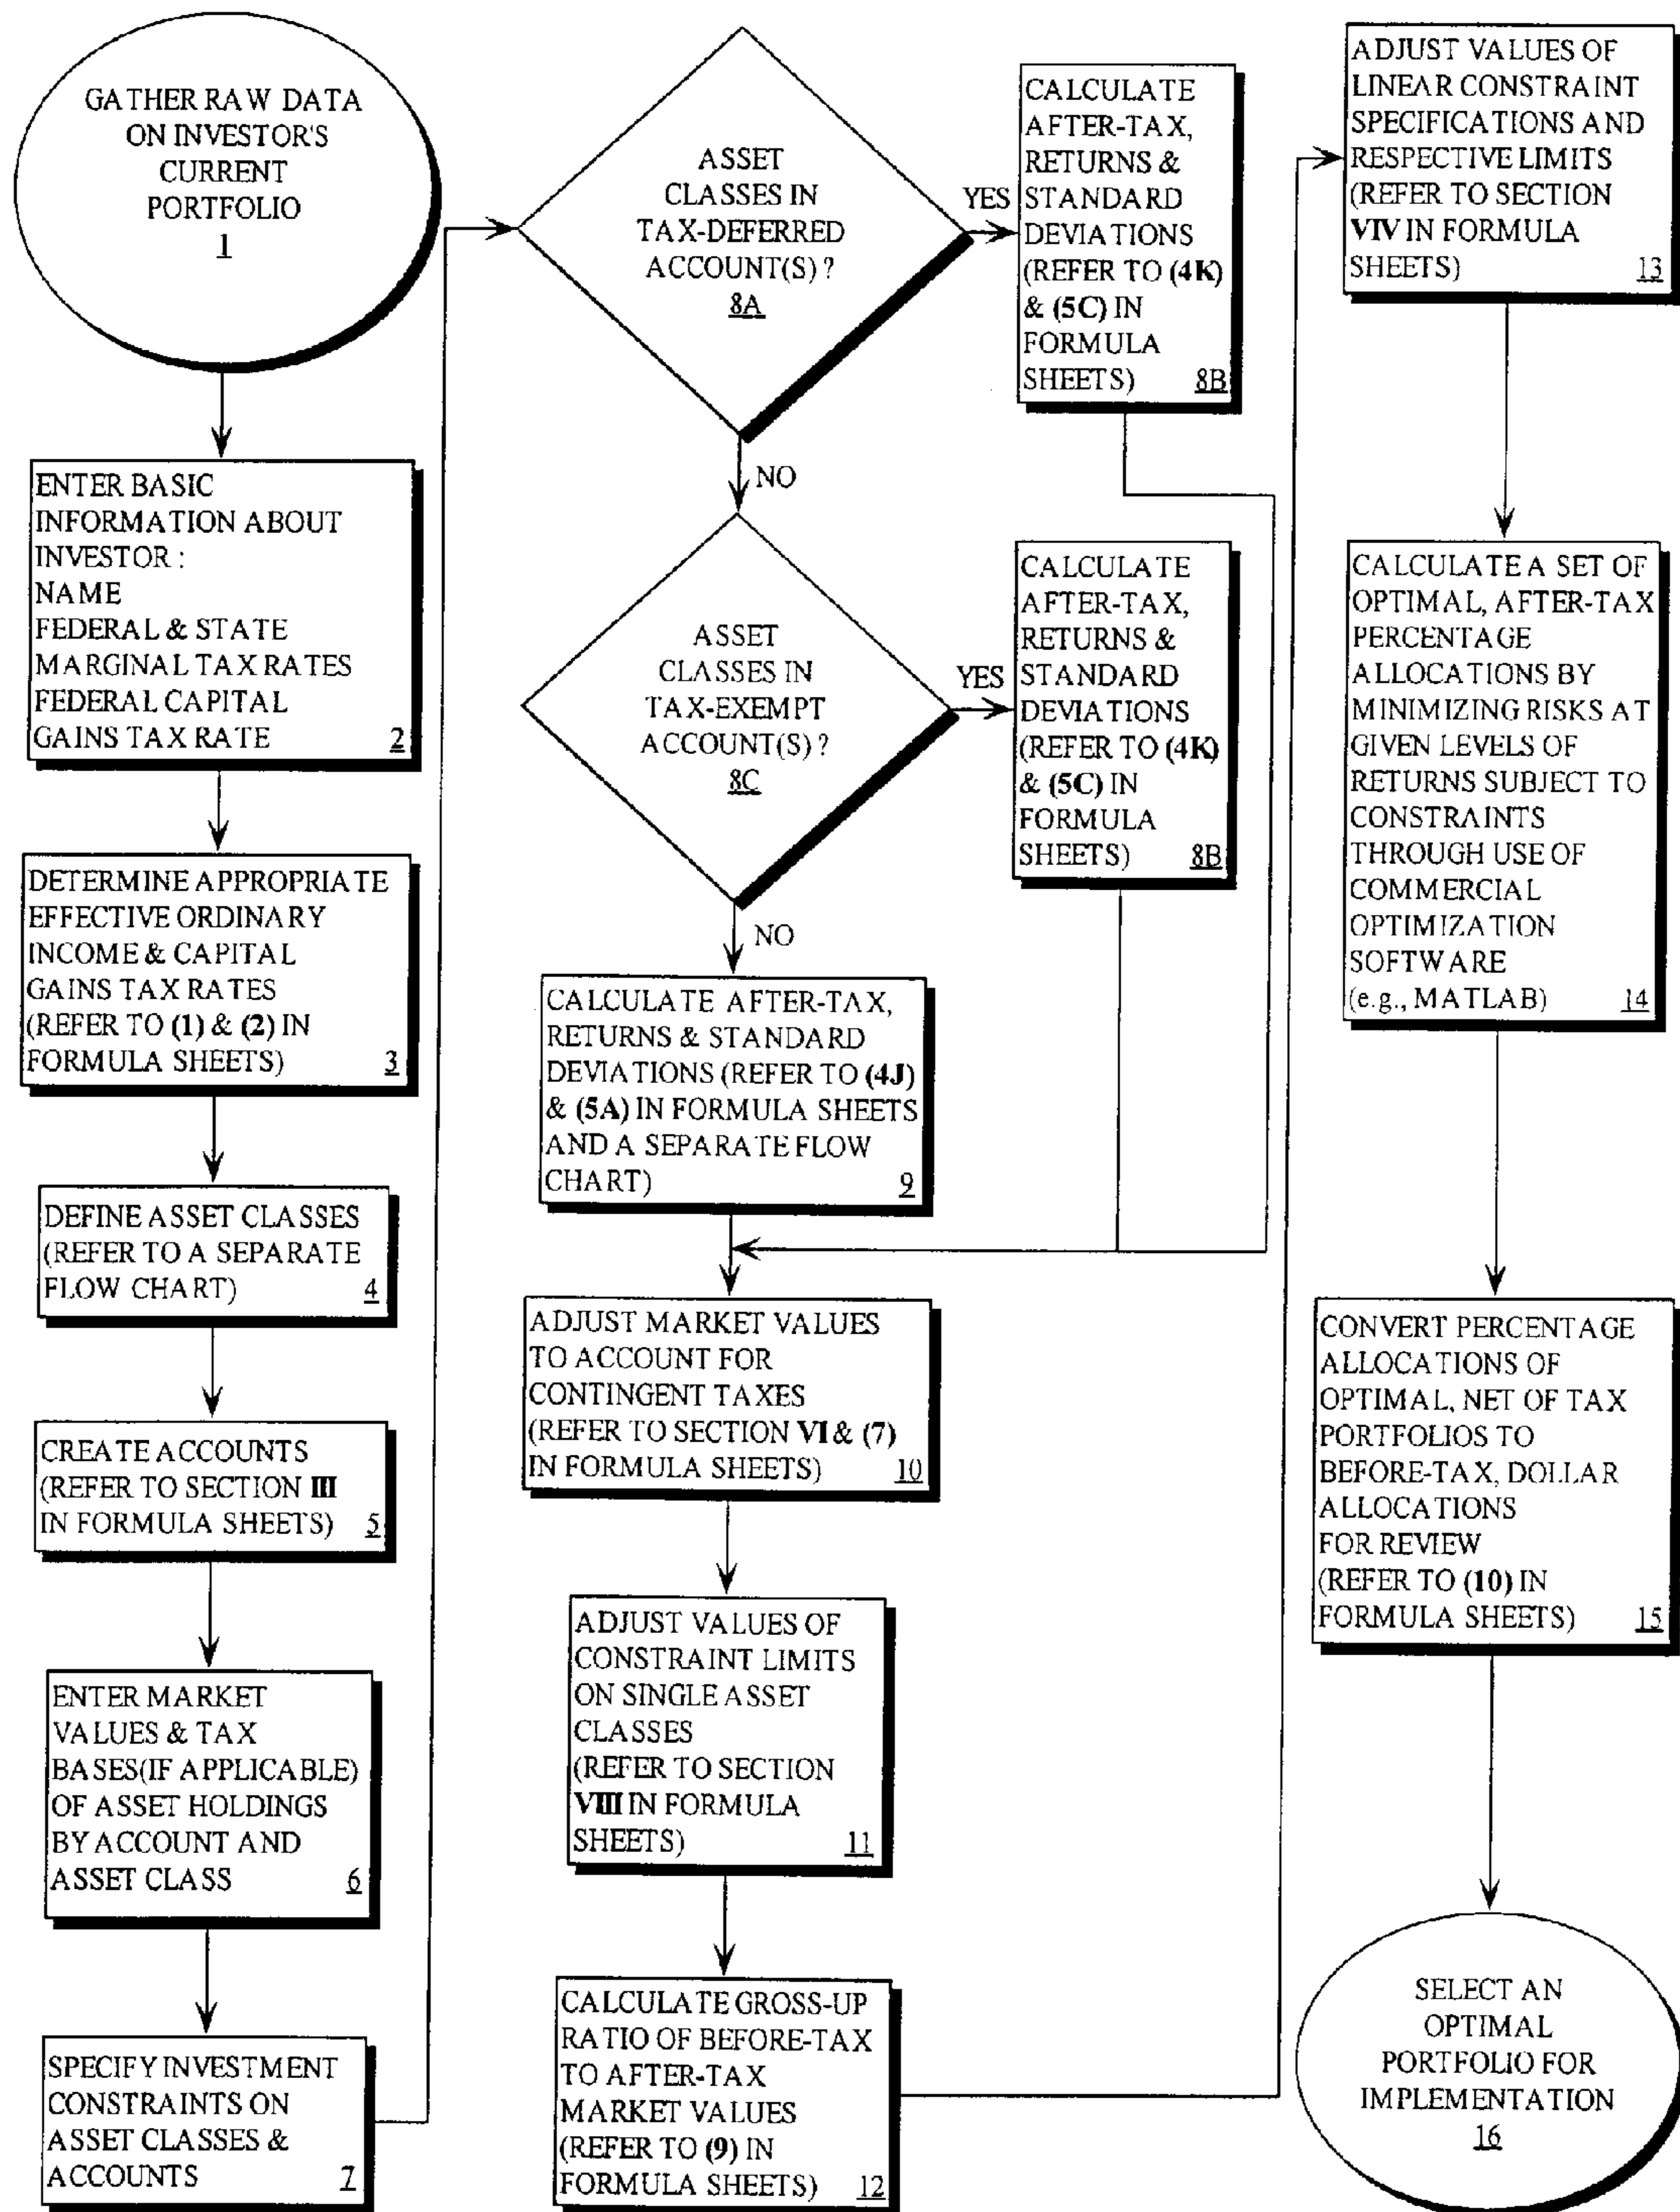 GATHER RAW DATA
ON INVESTOR'S
CURRENT
PORTFOLIO
1
ENTER BASIC
INFORMATION ABOUT
INVESTOR :
NAME
FEDERAL & STATE
MARGINAL TAX RATES
FEDERAL CAPITAL
GAINS TAX RATE 2
DETERMINE APPROPRIATE
EFFECTIVE ORDINARY
INCOME & CAPITAL
GAINS TAX RATES
(REFER TO (1) & (2) IN
FORMULA SHEETS) 3
DEFINE ASSET CLASSES
(REFER TO A SEPARATE
FLOW CHART) 4
CREATE ACCOUNTS
(REFER TO SECTION III
IN FORMULA SHEETS) 5
ENTER MARKET
VALUES & TAX
BASES(IF APPLICABLE)
OF ASSET HOLDINGS
BY ACCOUNT AND
ASSET CLASS 6
SPECIFY INVESTMENT
CONSTRAINTS ON
ASSET CLASSES &
ACCOUNTS 7
ASSET
CLASSES IN
TAX-DEFERRED
ACCOUNT(S) ?
8A
YES
CALCULATE
AFTER-TAX,
RETURNS &
STANDARD
DEVIATIONS
(REFER TO (4K)
& (5C) IN
FORMULA
SHEETS) 8B
NO
ASSET
CLASSES IN
TAX-EXEMPT
ACCOUNT(S) ?
8C
YES
CALCULATE
AFTER-TAX,
RETURNS &
STANDARD
DEVIATIONS
(REFER TO (4K)
& (5C) IN
FORMULA
SHEETS) 8B
NO
CALCULATE AFTER-TAX,
RETURNS & STANDARD
DEVIATIONS (REFER TO (4J)
& (5A) IN FORMULA SHEETS
AND A SEPARATE FLOW
CHART) 9
ADJUST MARKET VALUES
TO ACCOUNT FOR
CONTINGENT TAXES
(REFER TO SECTION VI & (7)
IN FORMULA SHEETS) 10
ADJUST VALUES OF
CONSTRAINT LIMITS
ON SINGLE ASSET
CLASSES
(REFER TO SECTION
VIII IN FORMULA
SHEETS) 11
CALCULATE GROSS-UP
RATIO OF BEFORE-TAX
TO AFTER-TAX
MARKET VALUES
(REFER TO (9) IN
FORMULA SHEETS) 12
ADJUST VALUES OF
LINEAR CONSTRAINT
SPECIFICATIONS AND
RESPECTIVE LIMITS
(REFER TO SECTION
VIV IN FORMULA
SHEETS) 13
CALCULATE A SET OF
OPTIMAL, AFTER-TAX
PERCENTAGE
ALLOCATIONS BY
MINIMIZING RISKS AT
GIVEN LEVELS OF
RETURNS SUBJECT TO
CONSTRAINTS
THROUGH USE OF
COMMERCIAL
OPTIMIZATION
SOFTWARE
(e.g., MATLAB) 14
CONVERT PERCENTAGE
ALLOCATIONS OF
OPTIMAL, NET OF TAX
PORTFOLIOS TO
BEFORE-TAX, DOLLAR
ALLOCATIONS
FOR REVIEW
(REFER TO (10) IN
FORMULA SHEETS) 15
SELECT AN
OPTIMAL
PORTFOLIO FOR
IMPLEMENTATION
16